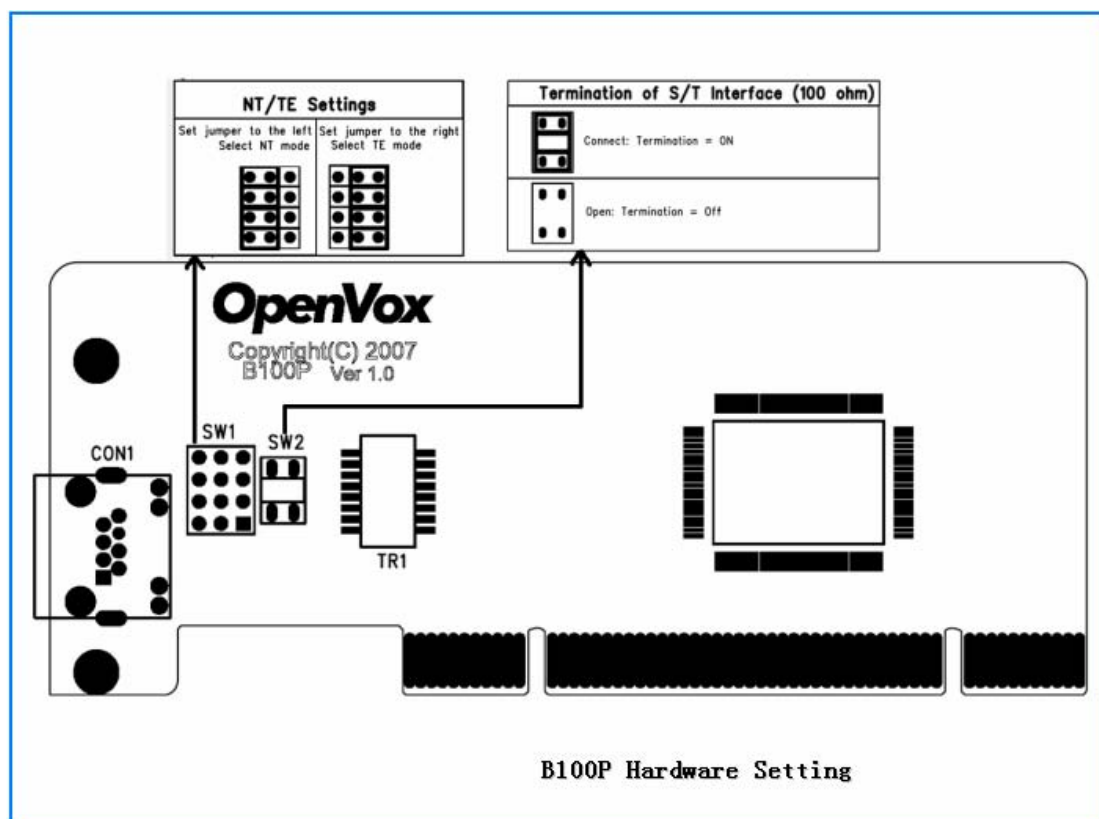 NT/TE Settings
Set jumper to the left
Select NT mode
Set jumper to the right
Select TE mode
Termination of S/T Interface (100 ohm)
Connect: Termination = ON
Open: Termination = Off
OpenVox
Copyright(C) 2007
B100P Ver 1.0
SW1
SW2
CON1
TR1
B100P Hardware Setting